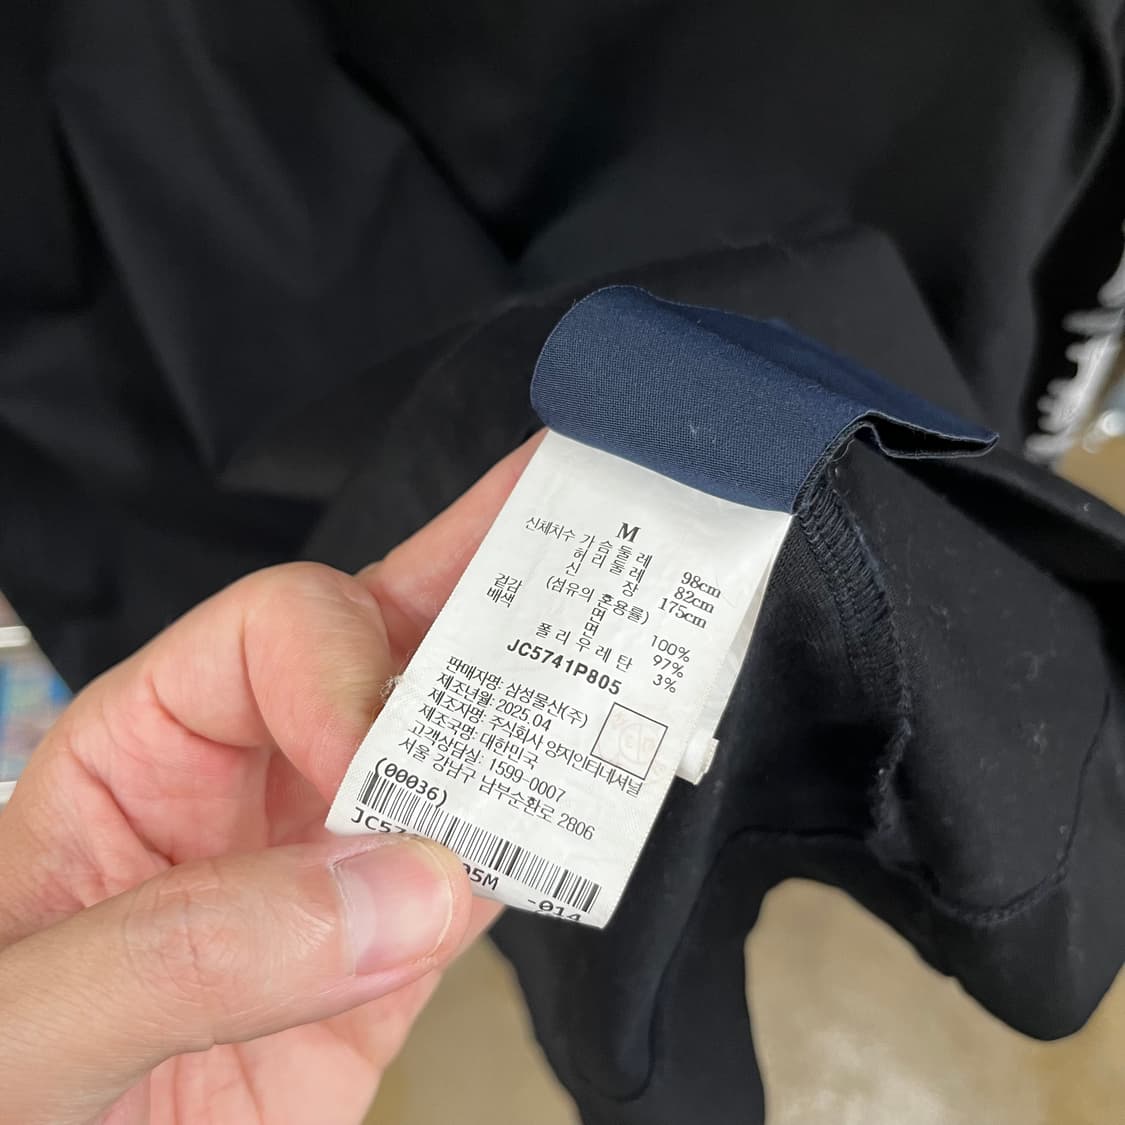 M
신체치수 가슴둘레 98cm
허리둘레 82cm
신장 175cm
(섬유의 혼용률)
겉감 면 100%
배색 면 97%
폴리우레탄 3%
JC5741P805
판매자명: 삼성물산(주)
제조년월: 2025.04
제조자명: 주식회사 양지인터네셔널
제조국명: 대한민국
고객상담실: 1599-0007
서울 강남구 남부순환로 2806
(00036)
-014